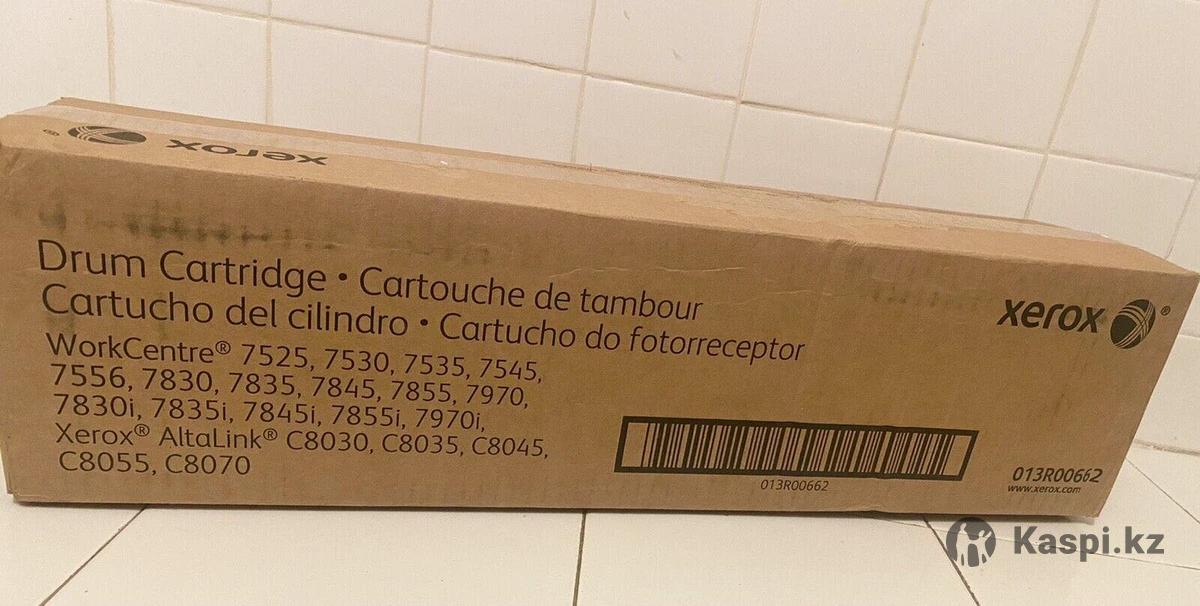 xerox ®
Drum Cartridge • Cartouche de tambour
Cartucho del cilindro • Cartucho do fotorreceptor
WorkCentre® 7525, 7530, 7535, 7545,
7556, 7830, 7835, 7845, 7855, 7970,
7830i, 7835i, 7845i, 7855i, 7970i,
Xerox® AltaLink® C8030, C8035, C8045,
C8055, C8070
xerox ®
013R00662
013R00662
www.xerox.com
Kaspi.kz